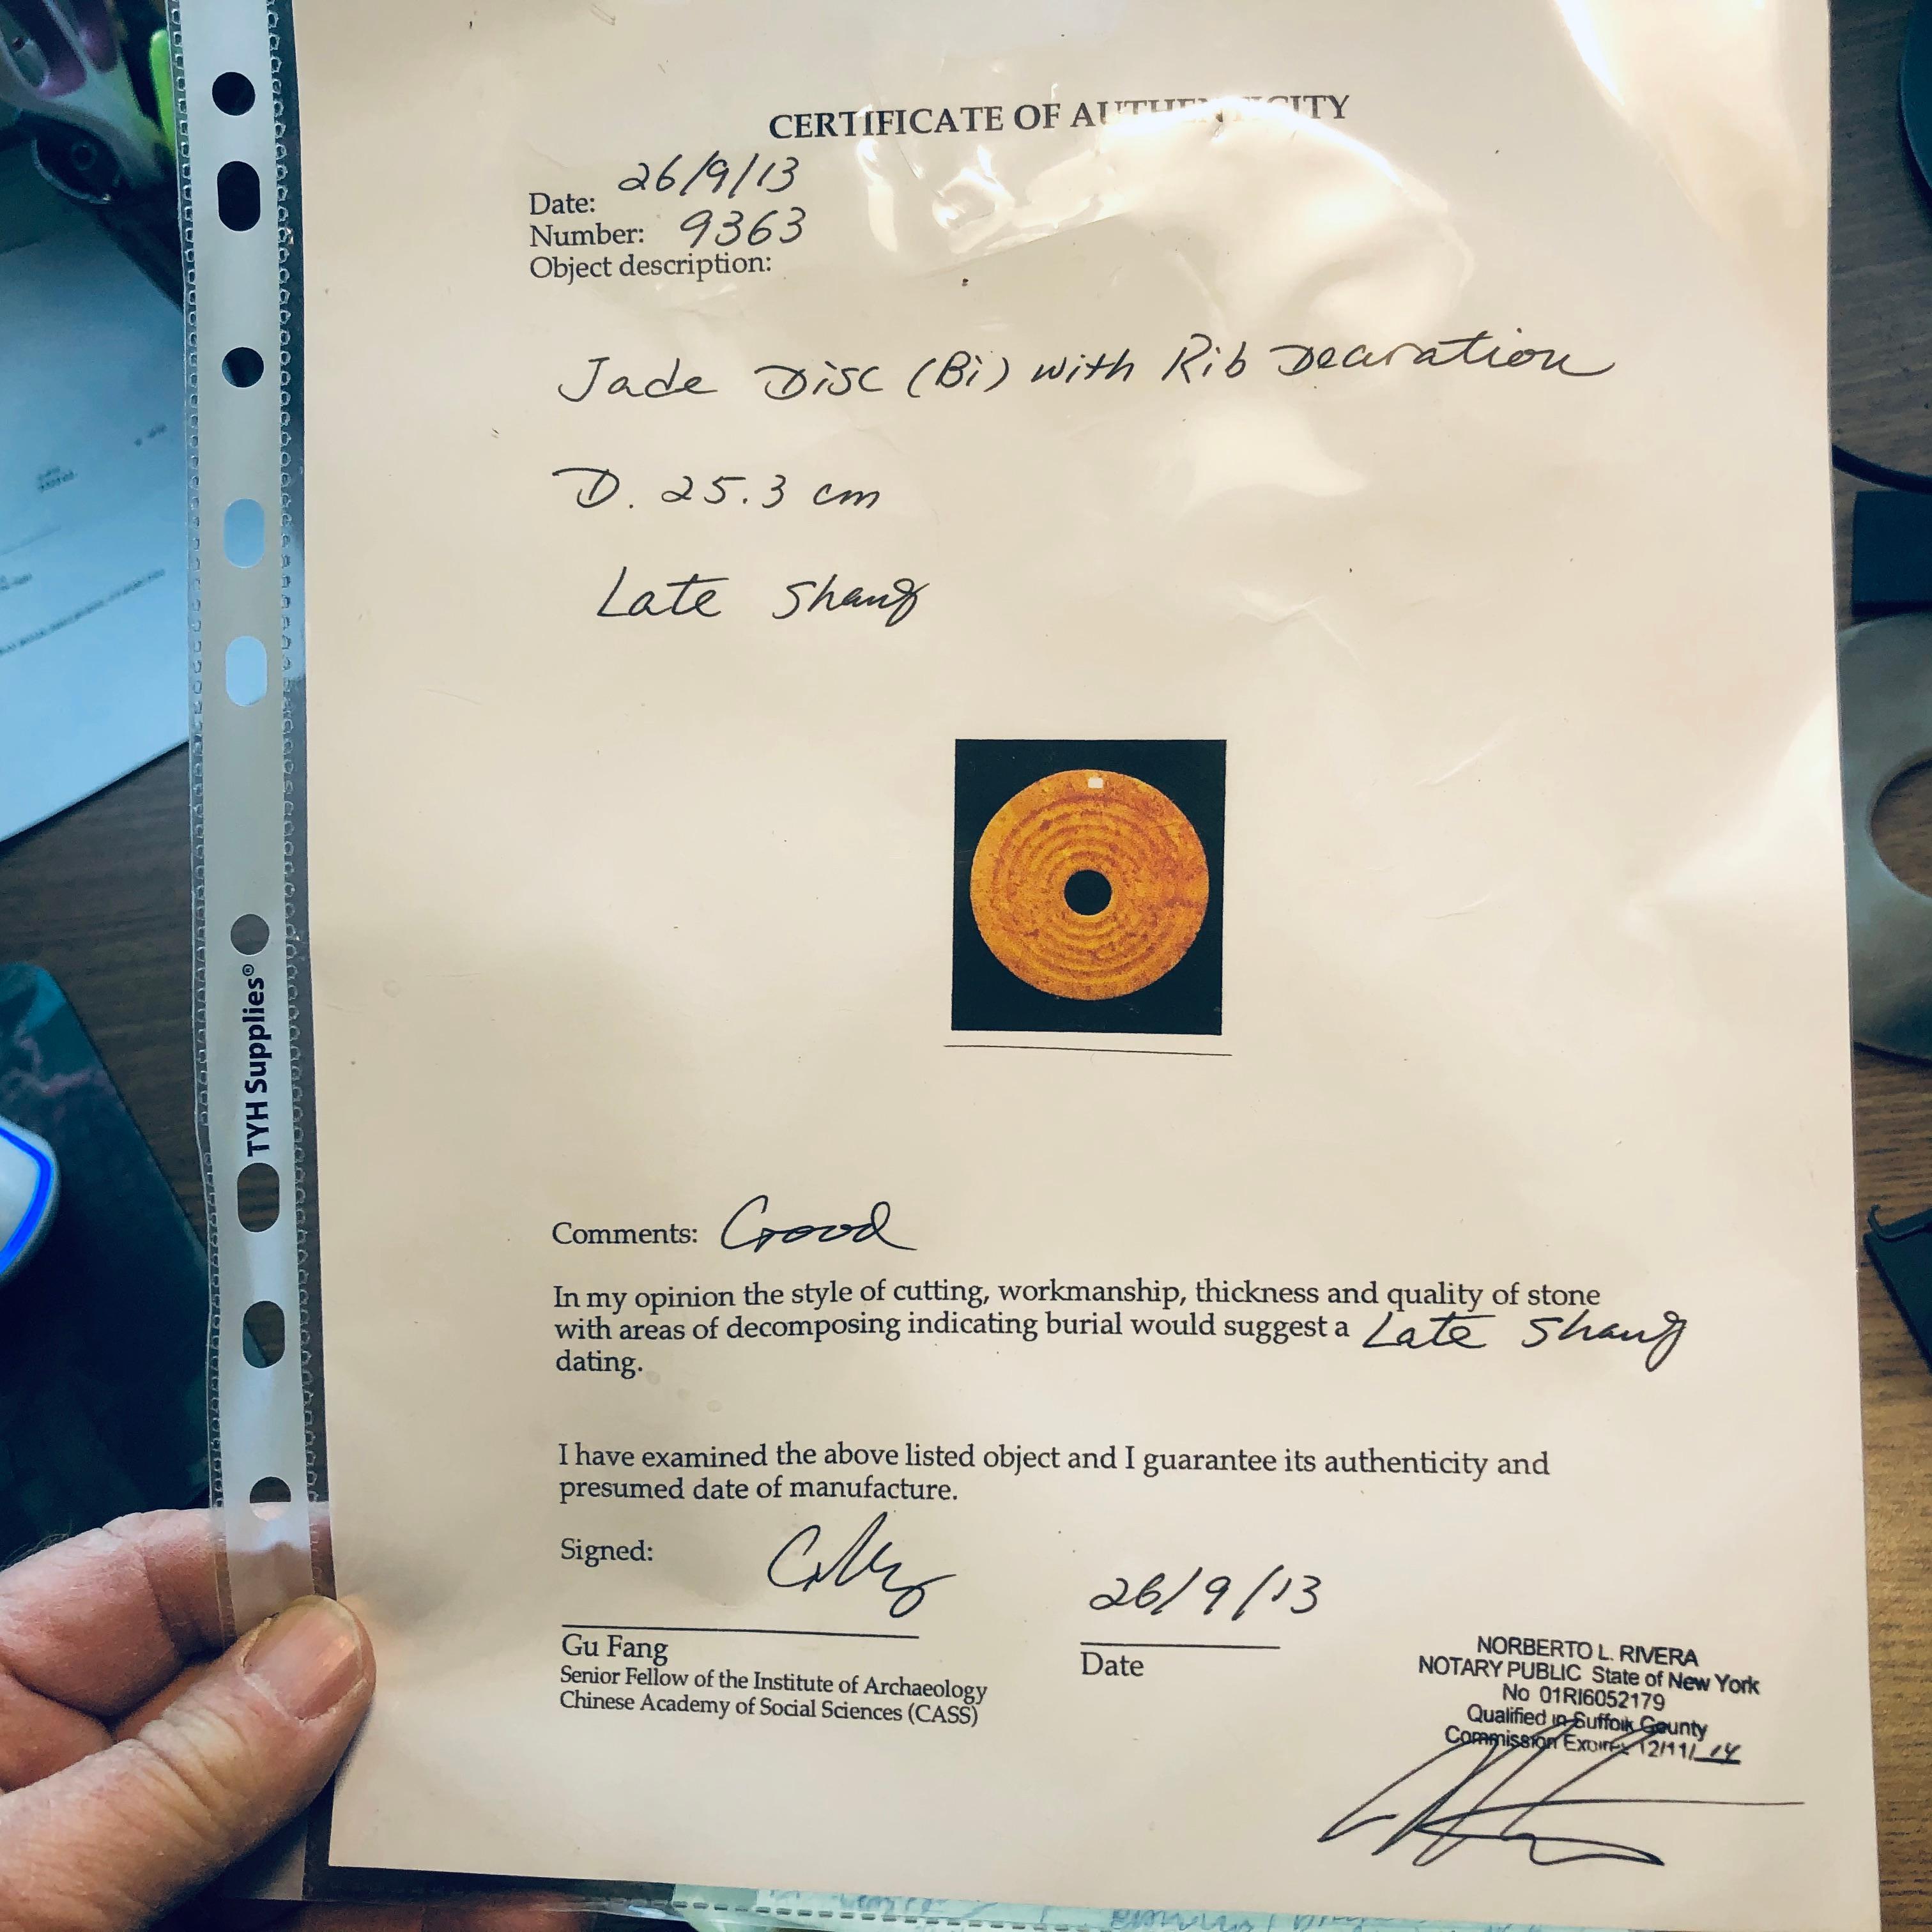 CERTIFICATE OF AUTHENTICITY
Date: 26/9/13
Number: 9363
Object description:
Jade Disc (Bi) with Rib Decoration
D. 25.3 cm
Late Shang
TYH Supplies®
Comments: Good
In my opinion the style of cutting, workmanship, thickness and quality of stone
with areas of decomposing indicating burial would suggest a Late Shang
dating.
I have examined the above listed object and I guarantee its authenticity and
presumed date of manufacture.
Signed:
26/9/13
Gu Fang
Date
Senior Fellow of the Institute of Archaeology
Chinese Academy of Social Sciences (CASS)
NORBERTO L. RIVERA
NOTARY PUBLIC State of New York
No 01RI6052179
Qualified in Suffolk County
Commission Expires 12/11/14